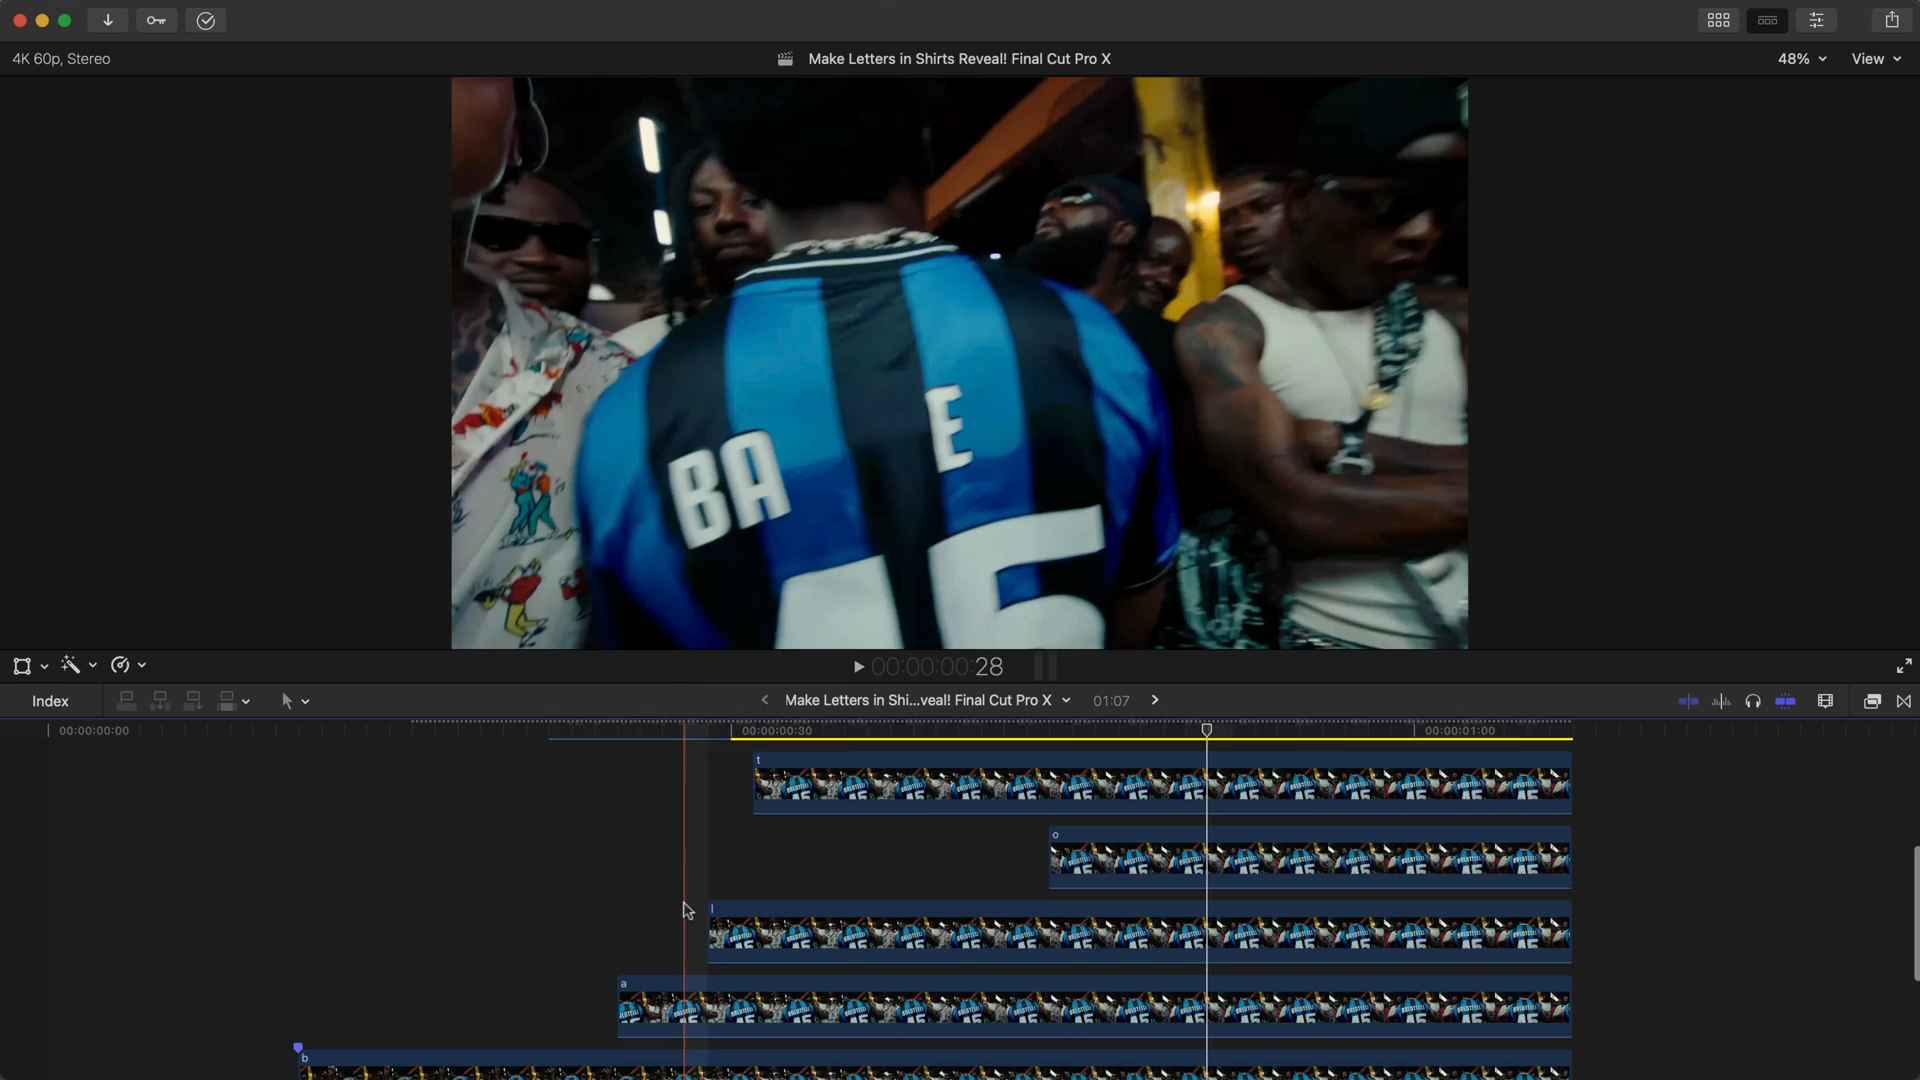 4K 60p, Stereo
Make Letters in Shirts Reveal! Final Cut Pro X
48%
View
BA E
45
00:00:00:28
Index
Make Letters in Shi...veal! Final Cut Pro X
01:07
00:00:00:00
00:00:00:30
00:00:01:00
t
o
l
a
b